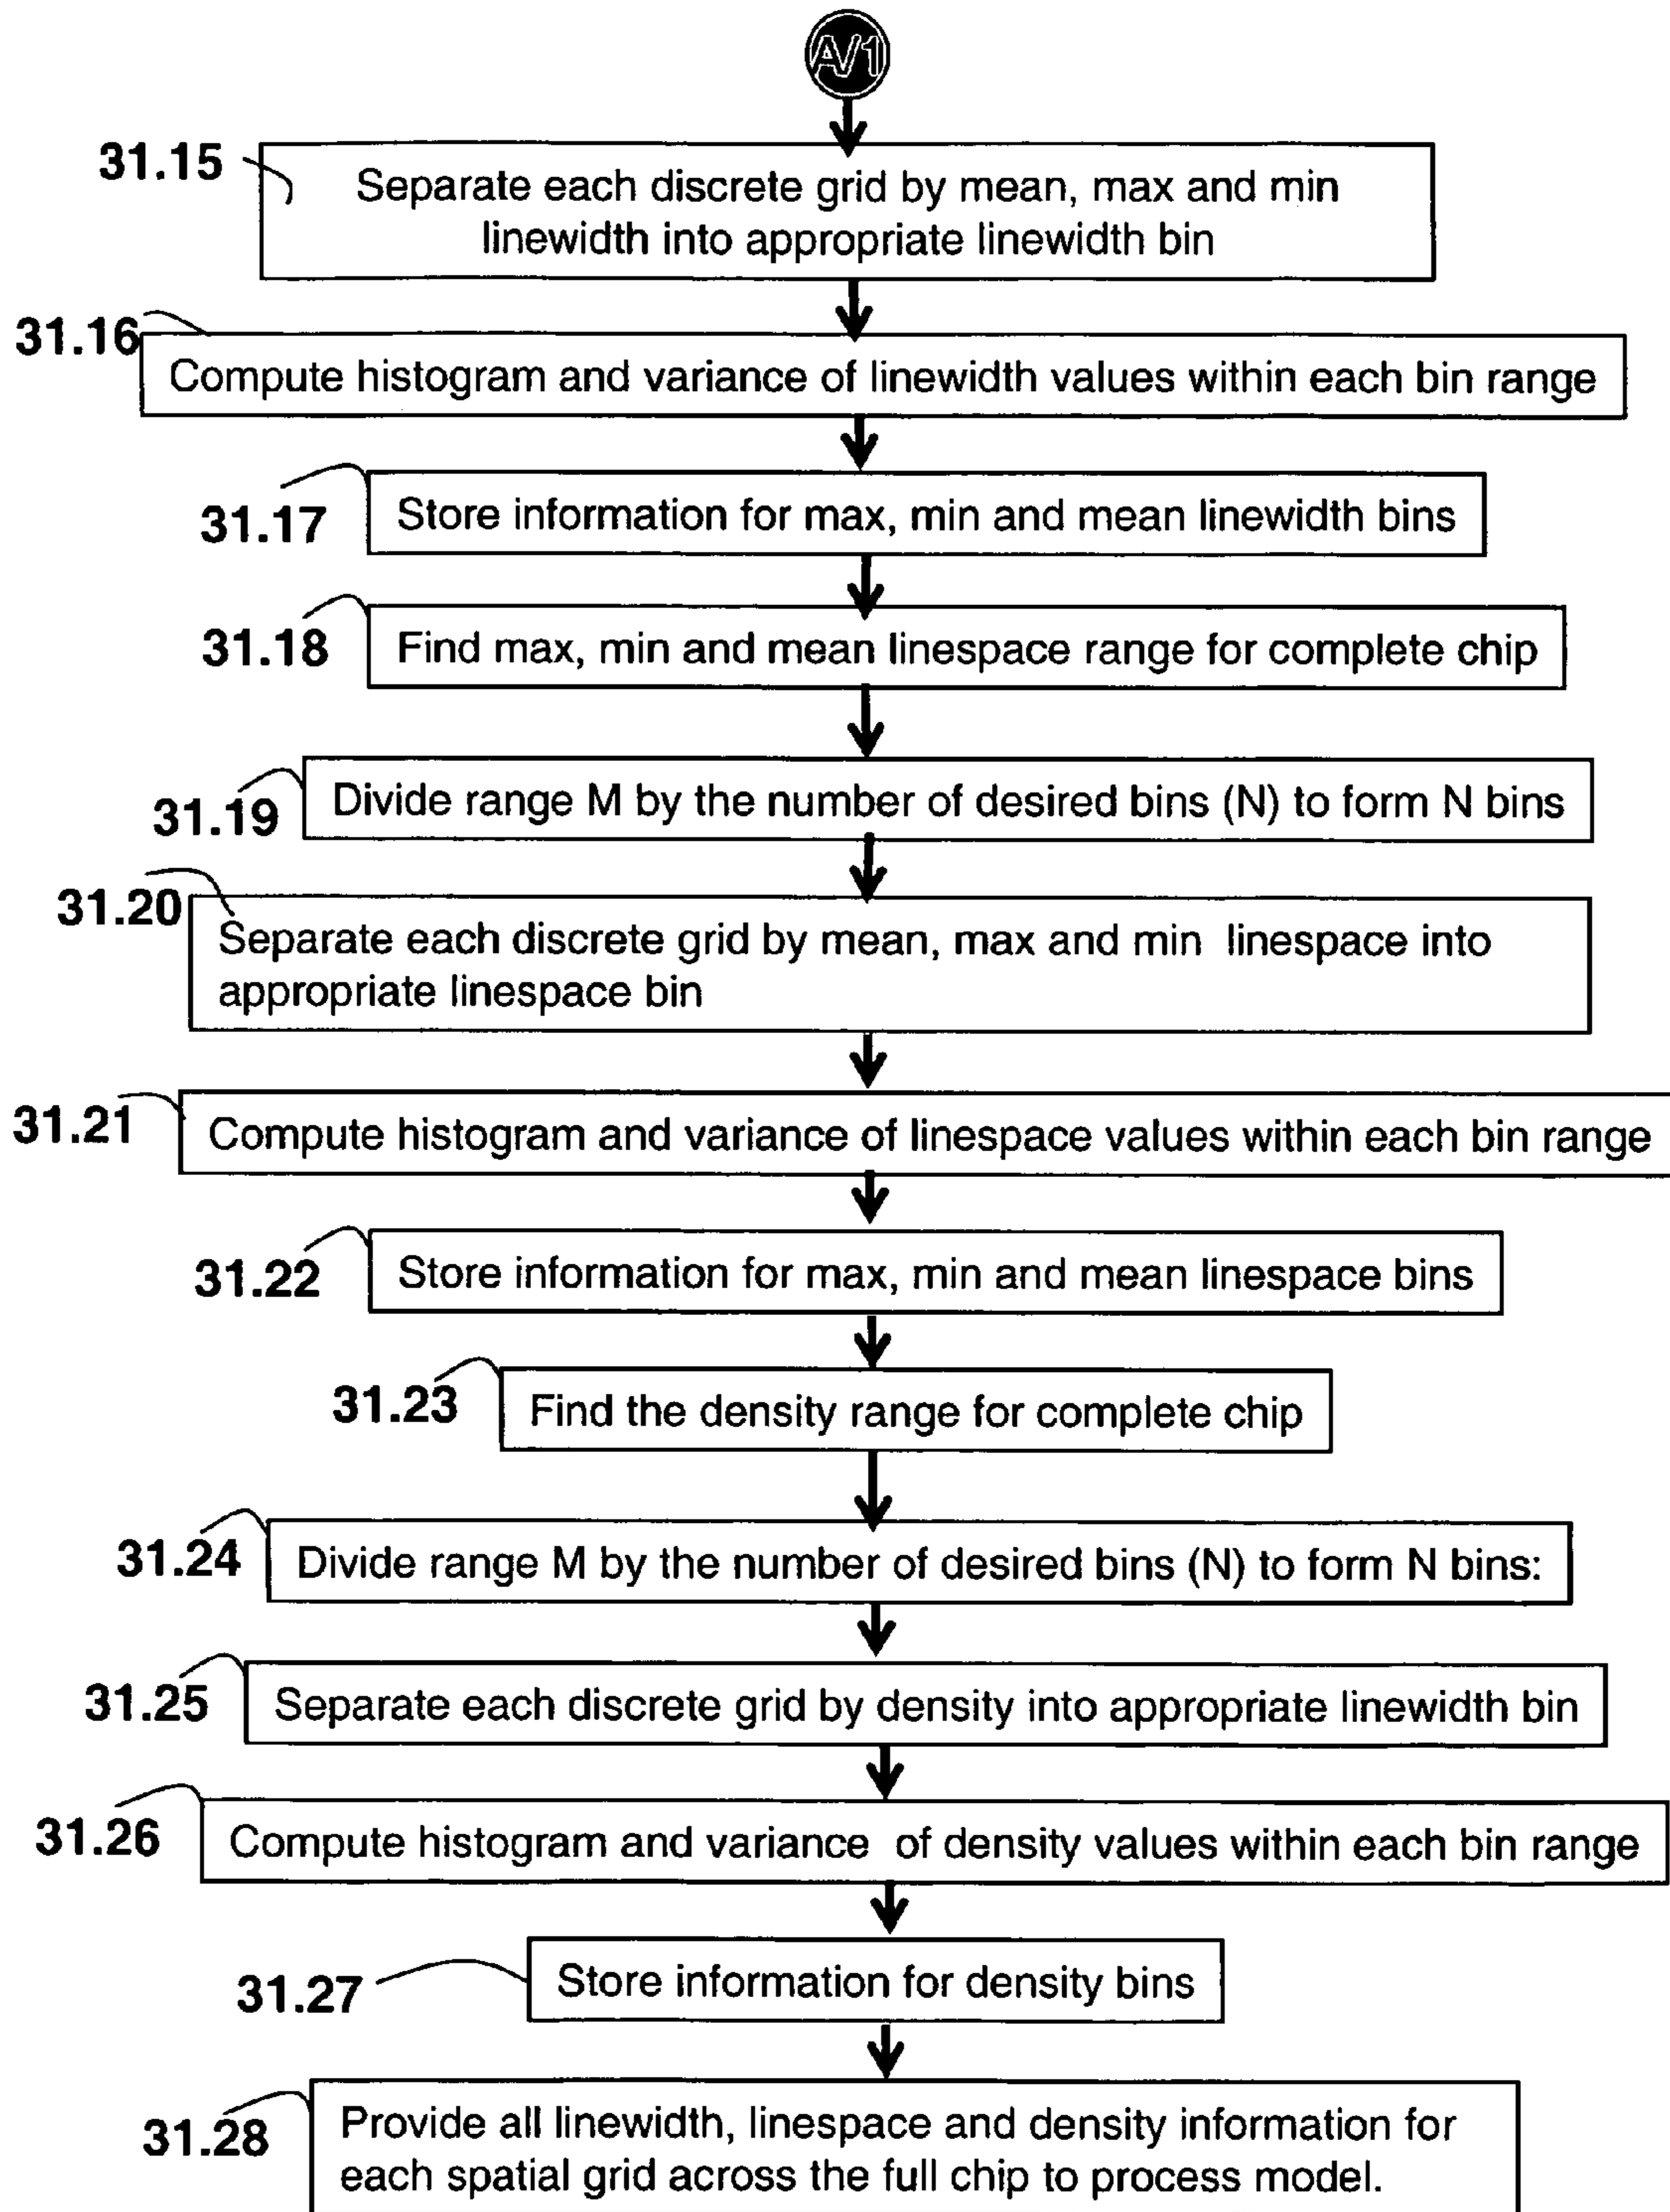 A/1
31.15
Separate each discrete grid by mean, max and min
linewidth into appropriate linewidth bin
31.16
Compute histogram and variance of linewidth values within each bin range
31.17
Store information for max, min and mean linewidth bins
31.18
Find max, min and mean linespace range for complete chip
31.19
Divide range M by the number of desired bins (N) to form N bins
31.20
Separate each discrete grid by mean, max and min linespace into
appropriate linespace bin
31.21
Compute histogram and variance of linespace values within each bin range
31.22
Store information for max, min and mean linespace bins
31.23
Find the density range for complete chip
31.24
Divide range M by the number of desired bins (N) to form N bins:
31.25
Separate each discrete grid by density into appropriate linewidth bin
31.26
Compute histogram and variance of density values within each bin range
31.27
Store information for density bins
31.28
Provide all linewidth, linespace and density information for
each spatial grid across the full chip to process model.